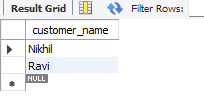 Result Grid Filter Rows:
customer_name
Nikhil
Ravi
NULL